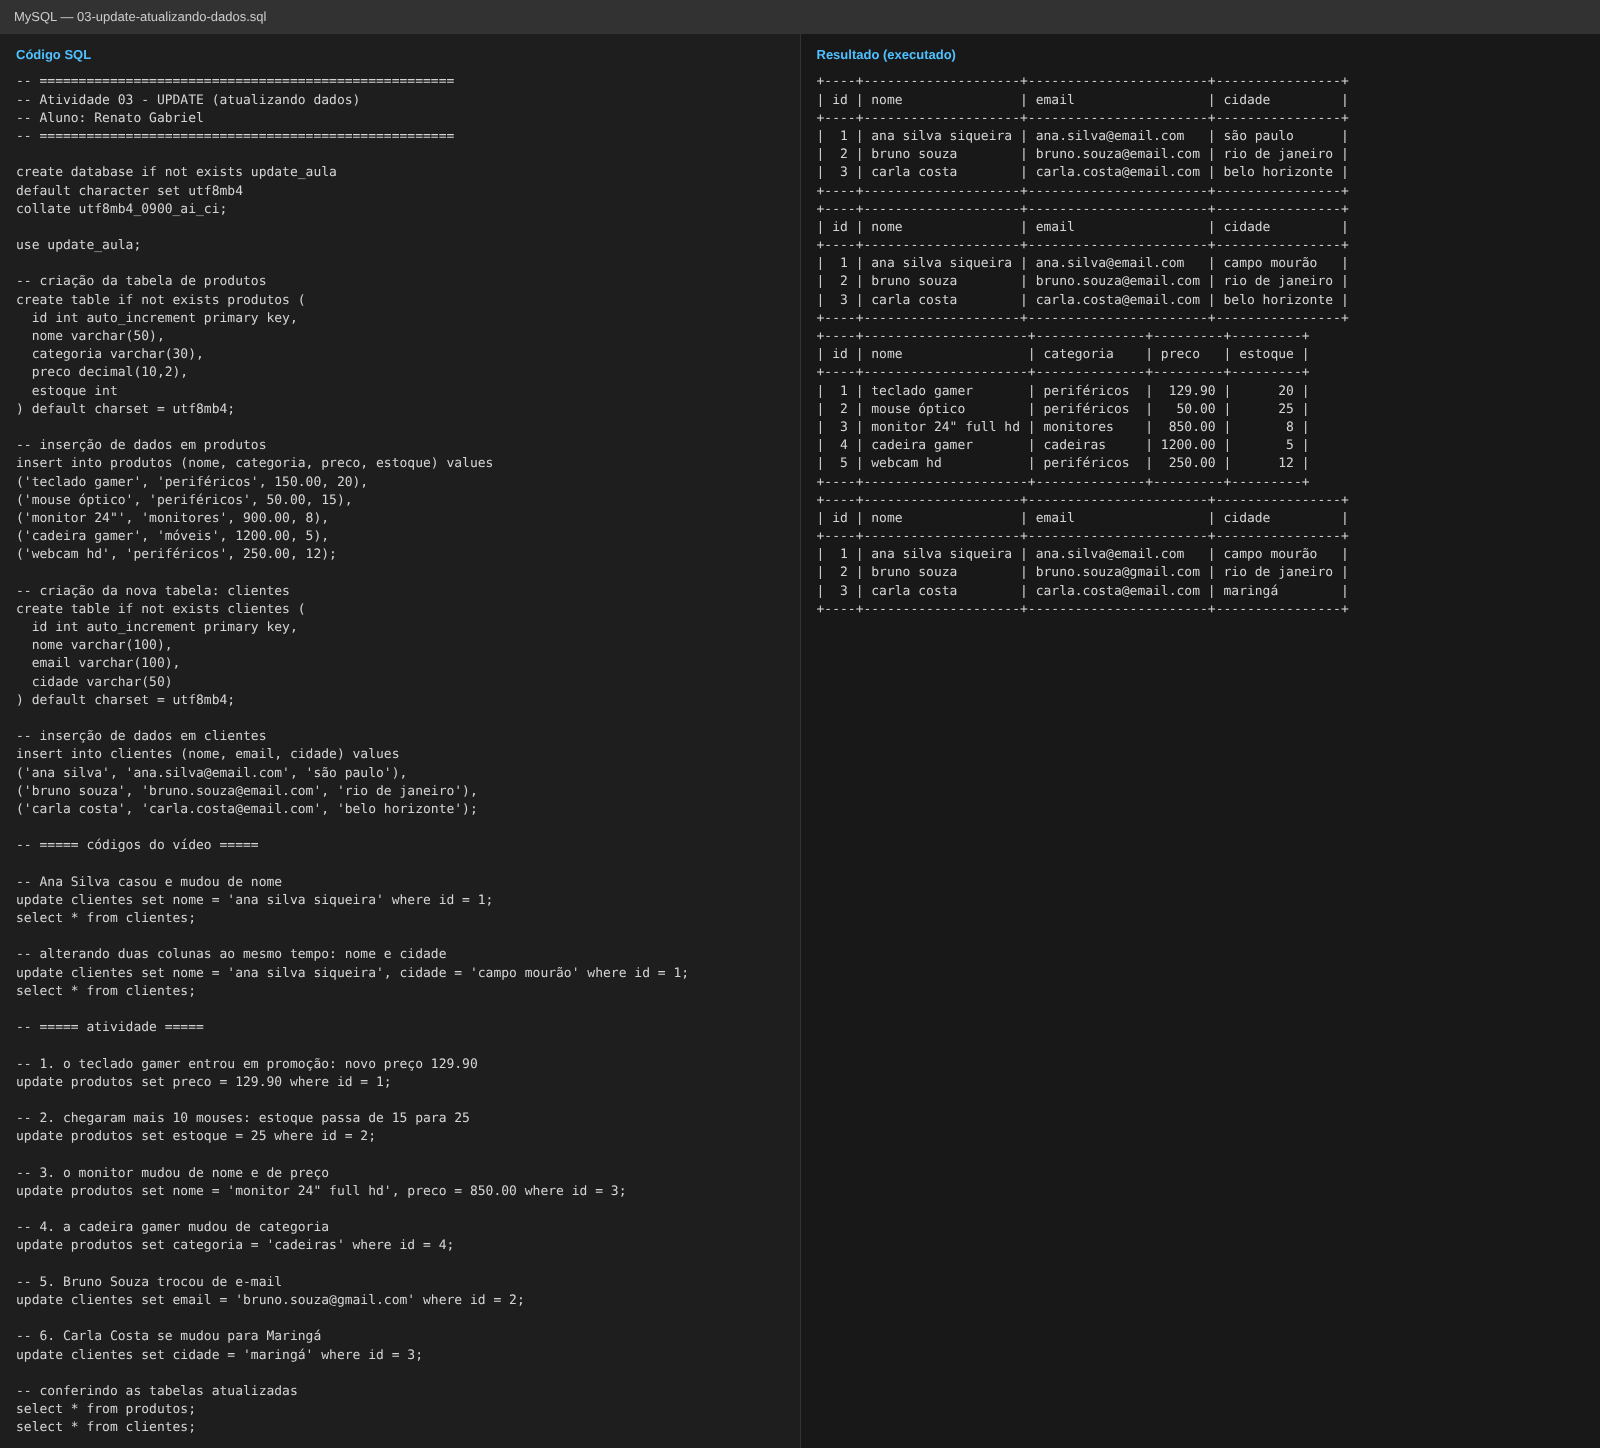 MySQL — 03-update-atualizando-dados.sql
Código SQL
-- =====================================================
-- Atividade 03 - UPDATE (atualizando dados)
-- Aluno: Renato Gabriel
-- =====================================================
create database if not exists update_aula
default character set utf8mb4
collate utf8mb4_0900_ai_ci;
use update_aula;
-- criação da tabela de produtos
create table if not exists produtos (
  id int auto_increment primary key,
  nome varchar(50),
  categoria varchar(30),
  preco decimal(10,2),
  estoque int
) default charset = utf8mb4;
-- inserção de dados em produtos
insert into produtos (nome, categoria, preco, estoque) values
('teclado gamer', 'periféricos', 150.00, 20),
('mouse óptico', 'periféricos', 50.00, 15),
('monitor 24"', 'monitores', 900.00, 8),
('cadeira gamer', 'móveis', 1200.00, 5),
('webcam hd', 'periféricos', 250.00, 12);
-- criação da nova tabela: clientes
create table if not exists clientes (
  id int auto_increment primary key,
  nome varchar(100),
  email varchar(100),
  cidade varchar(50)
) default charset = utf8mb4;
-- inserção de dados em clientes
insert into clientes (nome, email, cidade) values
('ana silva', 'ana.silva@email.com', 'são paulo'),
('bruno souza', 'bruno.souza@email.com', 'rio de janeiro'),
('carla costa', 'carla.costa@email.com', 'belo horizonte');
-- ===== códigos do vídeo =====
-- Ana Silva casou e mudou de nome
update clientes set nome = 'ana silva siqueira' where id = 1;
select * from clientes;
-- alterando duas colunas ao mesmo tempo: nome e cidade
update clientes set nome = 'ana silva siqueira', cidade = 'campo mourão' where id = 1;
select * from clientes;
-- ===== atividade =====
-- 1. o teclado gamer entrou em promoção: novo preço 129.90
update produtos set preco = 129.90 where id = 1;
-- 2. chegaram mais 10 mouses: estoque passa de 15 para 25
update produtos set estoque = 25 where id = 2;
-- 3. o monitor mudou de nome e de preço
update produtos set nome = 'monitor 24" full hd', preco = 850.00 where id = 3;
-- 4. a cadeira gamer mudou de categoria
update produtos set categoria = 'cadeiras' where id = 4;
-- 5. Bruno Souza trocou de e-mail
update clientes set email = 'bruno.souza@gmail.com' where id = 2;
-- 6. Carla Costa se mudou para Maringá
update clientes set cidade = 'maringá' where id = 3;
-- conferindo as tabelas atualizadas
select * from produtos;
select * from clientes;
Resultado (executado)
+----+--------------------+-----------------------+----------------+
| id | nome               | email                 | cidade         |
+----+--------------------+-----------------------+----------------+
|  1 | ana silva siqueira | ana.silva@email.com   | são paulo      |
|  2 | bruno souza        | bruno.souza@email.com | rio de janeiro |
|  3 | carla costa        | carla.costa@email.com | belo horizonte |
+----+--------------------+-----------------------+----------------+
+----+--------------------+-----------------------+----------------+
| id | nome               | email                 | cidade         |
+----+--------------------+-----------------------+----------------+
|  1 | ana silva siqueira | ana.silva@email.com   | campo mourão   |
|  2 | bruno souza        | bruno.souza@email.com | rio de janeiro |
|  3 | carla costa        | carla.costa@email.com | belo horizonte |
+----+--------------------+-----------------------+----------------+
+----+---------------------+--------------+---------+---------+
| id | nome                | categoria    | preco   | estoque |
+----+---------------------+--------------+---------+---------+
|  1 | teclado gamer       | periféricos  |  129.90 |      20 |
|  2 | mouse óptico        | periféricos  |   50.00 |      25 |
|  3 | monitor 24" full hd | monitores    |  850.00 |       8 |
|  4 | cadeira gamer       | cadeiras     | 1200.00 |       5 |
|  5 | webcam hd           | periféricos  |  250.00 |      12 |
+----+---------------------+--------------+---------+---------+
+----+--------------------+-----------------------+----------------+
| id | nome               | email                 | cidade         |
+----+--------------------+-----------------------+----------------+
|  1 | ana silva siqueira | ana.silva@email.com   | campo mourão   |
|  2 | bruno souza        | bruno.souza@gmail.com | rio de janeiro |
|  3 | carla costa        | carla.costa@email.com | maringá        |
+----+--------------------+-----------------------+----------------+